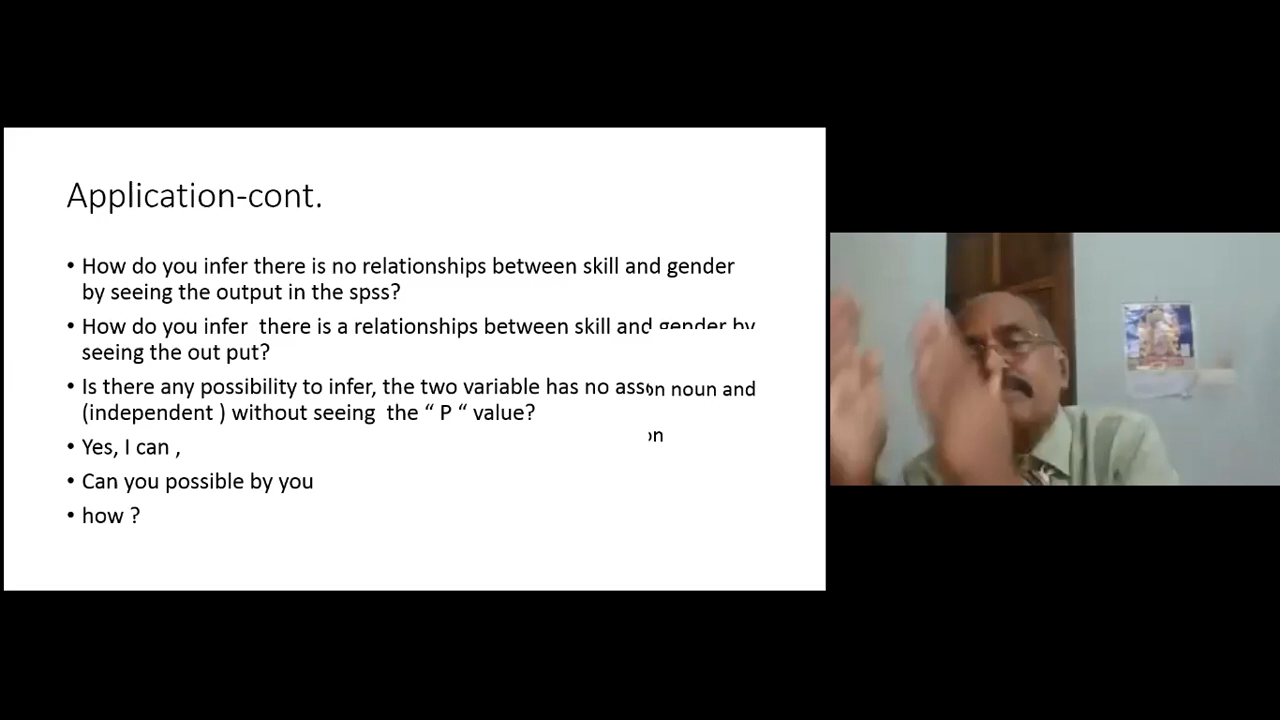 Application-cont.
• How do you infer there is no relationships between skill and gender
by seeing the output in the spss?
• How do you infer  there is a relationships between skill and gender by
seeing the out put?
• Is there any possibility to infer, the two variable has no
on noun and
(independent ) without seeing  the “ P “ value?
on
• Yes, I can ,
• Can you possible by you
• how ?